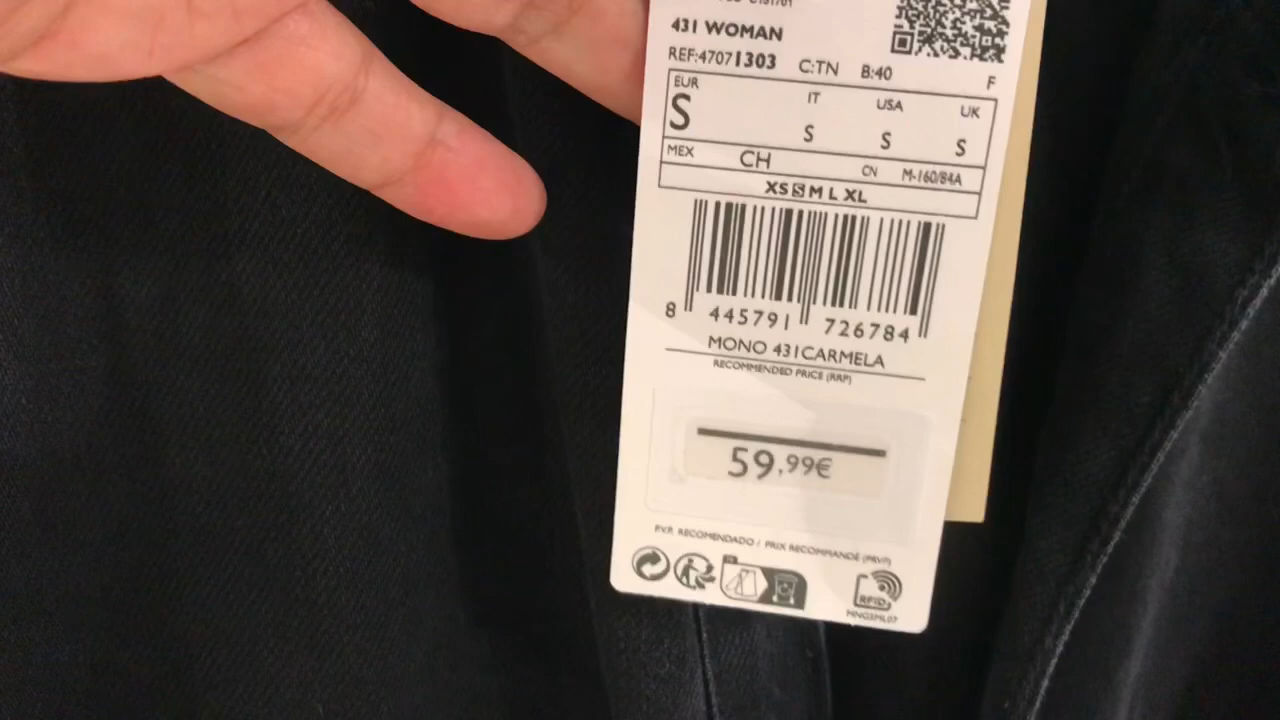 431 WOMAN
REF:47071303 C:TN B:40 F
EUR IT USA UK
S S S S
MEX CH CN M-160/84A
XS S M L XL
8 445791 726784
MONO 431CARMELA
RECOMMENDED PRICE (RRP)
59,99€
P.V.P. RECOMENDADO / PRIX RECOMMANDÉ (PRVP)
RFID